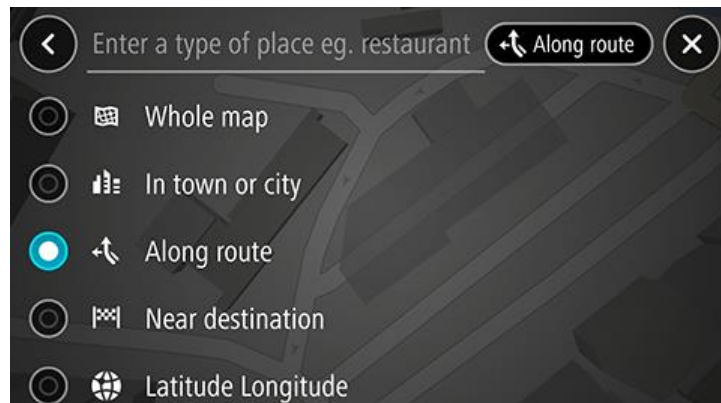 Enter a type of place eg. restaurant Along route
Whole map
In town or city
Along route
Near destination
Latitude Longitude